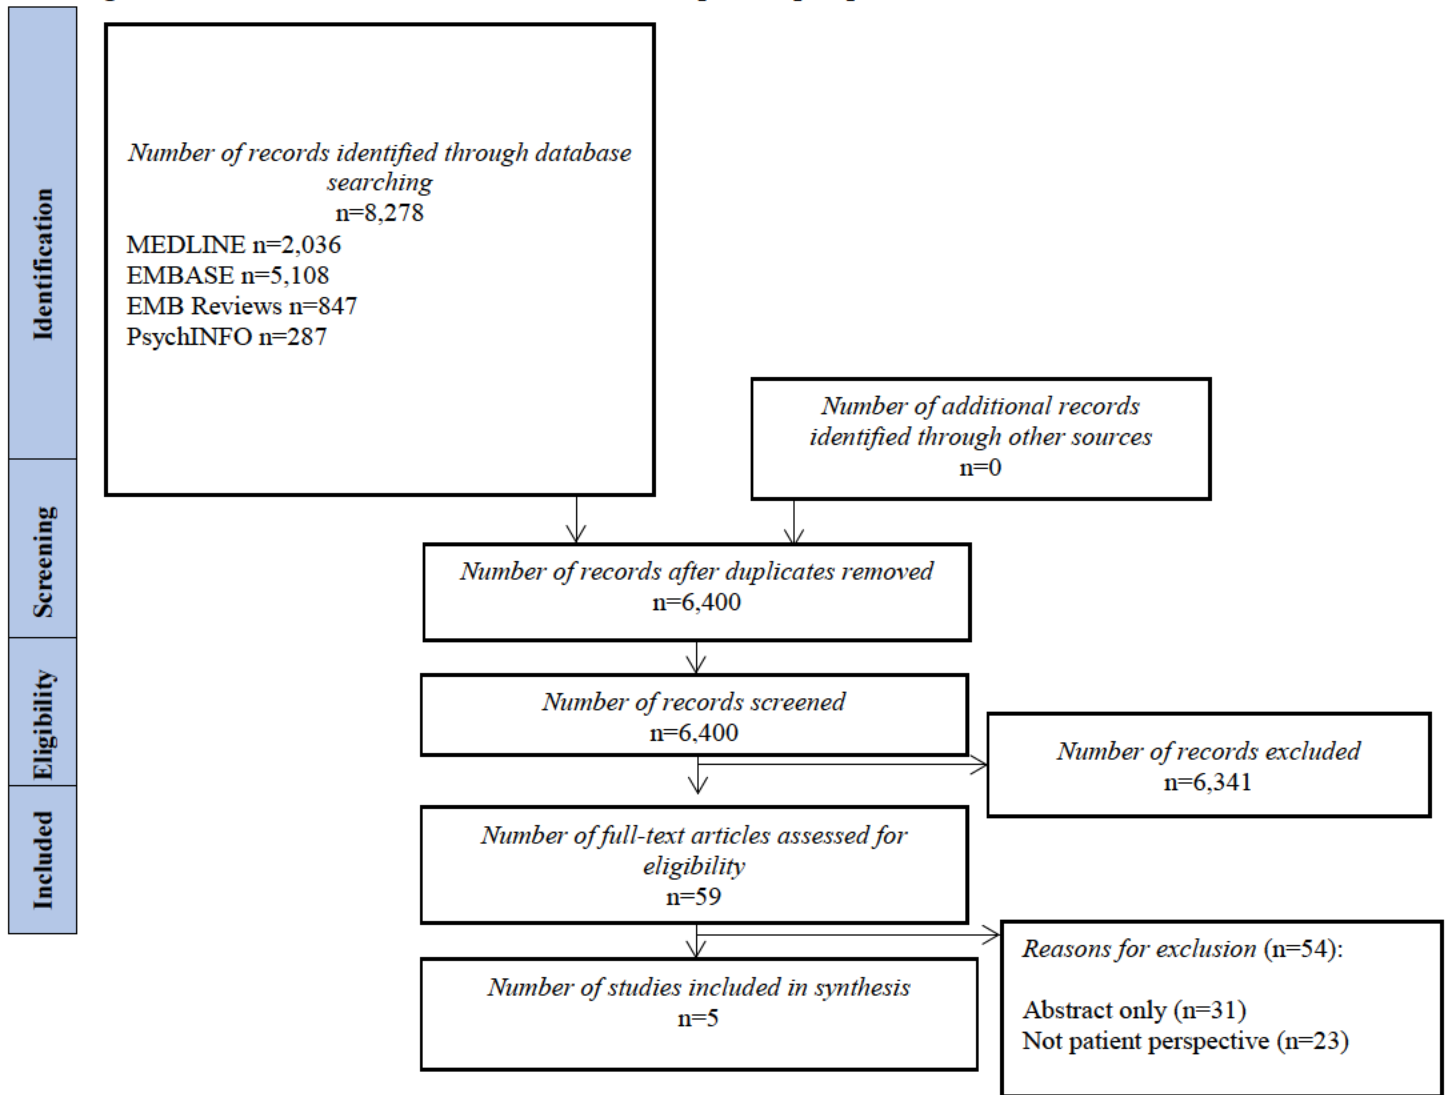 Identification
Number of records identified through database
searching
n=8,278
MEDLINE n=2,036
EMBASE n=5,108
EMB Reviews n=847
PsychINFO n=287
Number of additional records
identified through other sources
n=0
Screening
Number of records after duplicates removed
n=6,400
Eligibility
Number of records screened
n=6,400
Number of records excluded
n=6,341
Included
Number of full-text articles assessed for
eligibility
n=59
Reasons for exclusion (n=54):
Abstract only (n=31)
Not patient perspective (n=23)
Number of studies included in synthesis
n=5